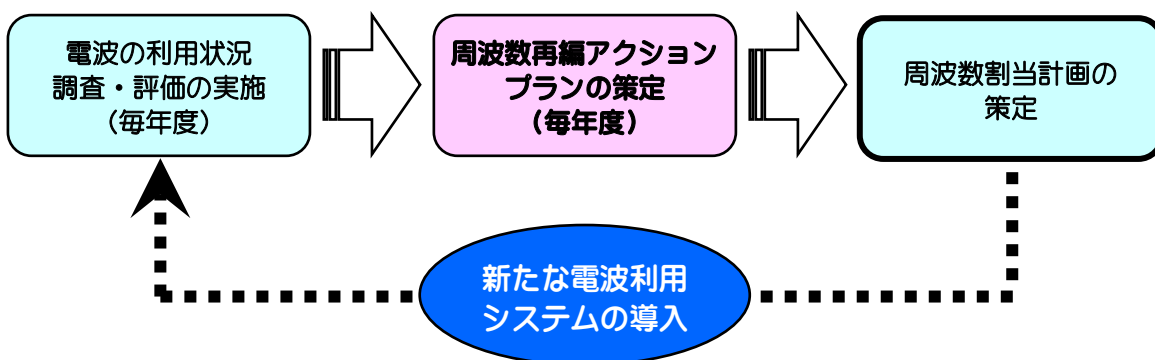 電波の利用状況
調査・評価の実施
（毎年度）
周波数再編アクション
プランの策定
（毎年度）
周波数割当計画の
策定
新たな電波利用
システムの導入